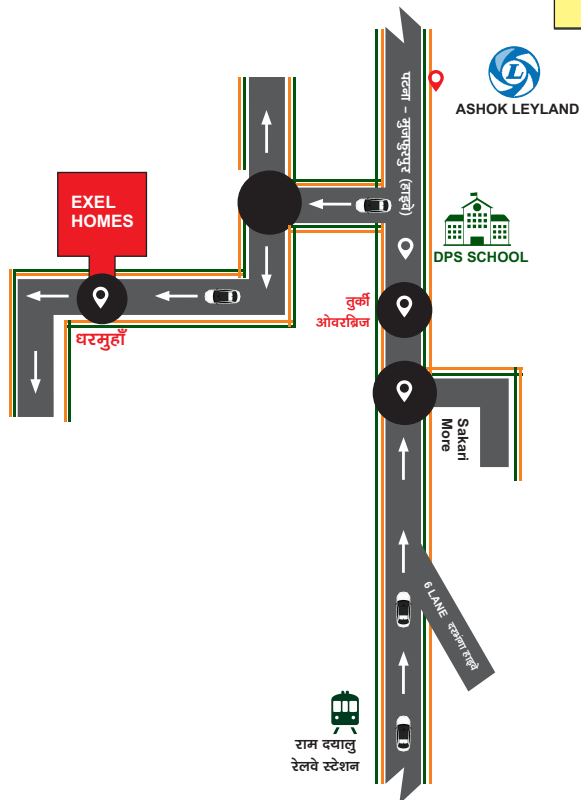 ASHOK LEYLAND
पटना - मुजफ्फरपुर (हाइवे)
EXEL
HOMES
DPS SCHOOL
तुर्की
ओवरब्रिज
धरमुहाँ
Sakari
More
6 LANE दरभंगा हाइवे
राम दयालु
रेलवे स्टेशन